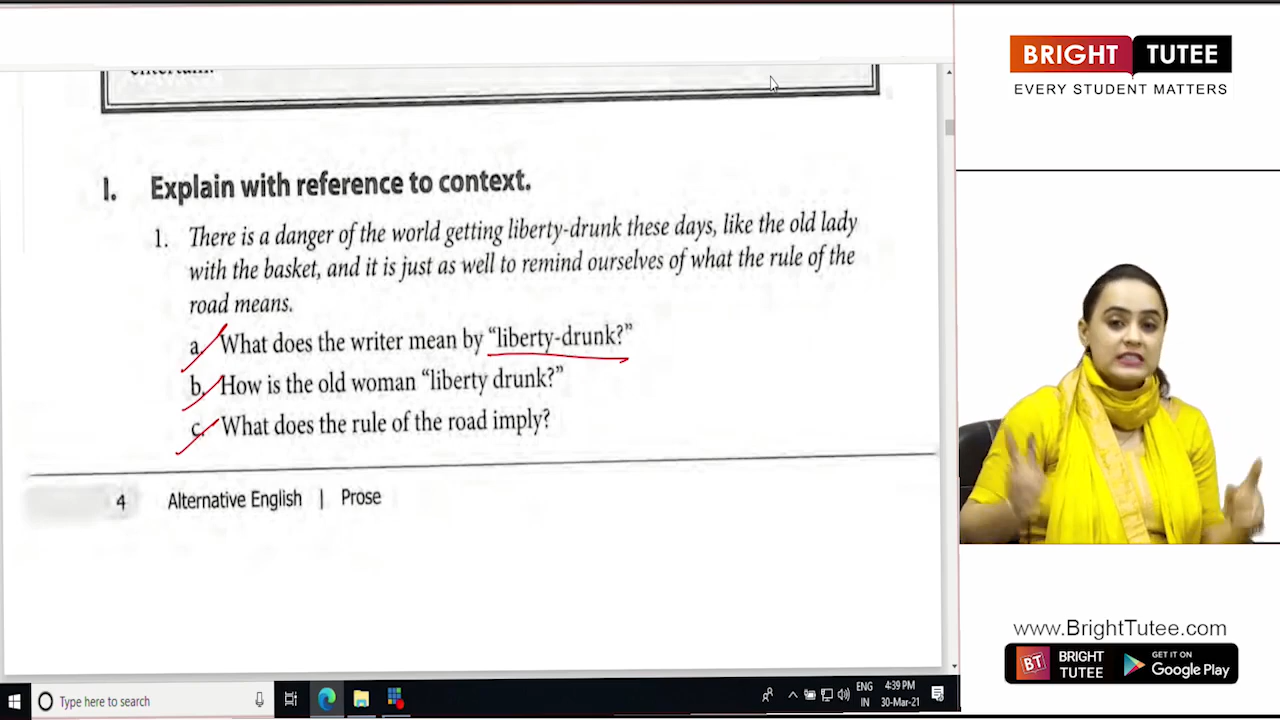 BRIGHT TUTEE
EVERY STUDENT MATTERS
I. Explain with reference to context.
1. There is a danger of the world getting liberty-drunk these days, like the old lady
with the basket, and it is just as well to remind ourselves of what the rule of the
road means.
a. What does the writer mean by “liberty-drunk?”
b. How is the old woman “liberty drunk?”
c. What does the rule of the road imply?
4 Alternative English | Prose
www.BrightTutee.com
BT BRIGHT
TUTEE
GET IT ON
Google Play
Type here to search
ENG
IN
4:39 PM
30-Mar-21